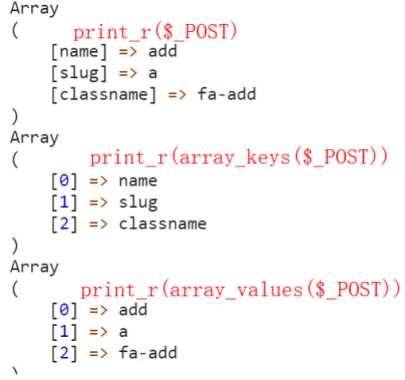 Array
( print_r($_POST)
[name] => add
[slug] => a
[classname] => fa-add
)
Array
( print_r(array_keys($_POST))
[0] => name
[1] => slug
[2] => classname
)
Array
( print_r(array_values($_POST))
[0] => add
[1] => a
[2] => fa-add
)